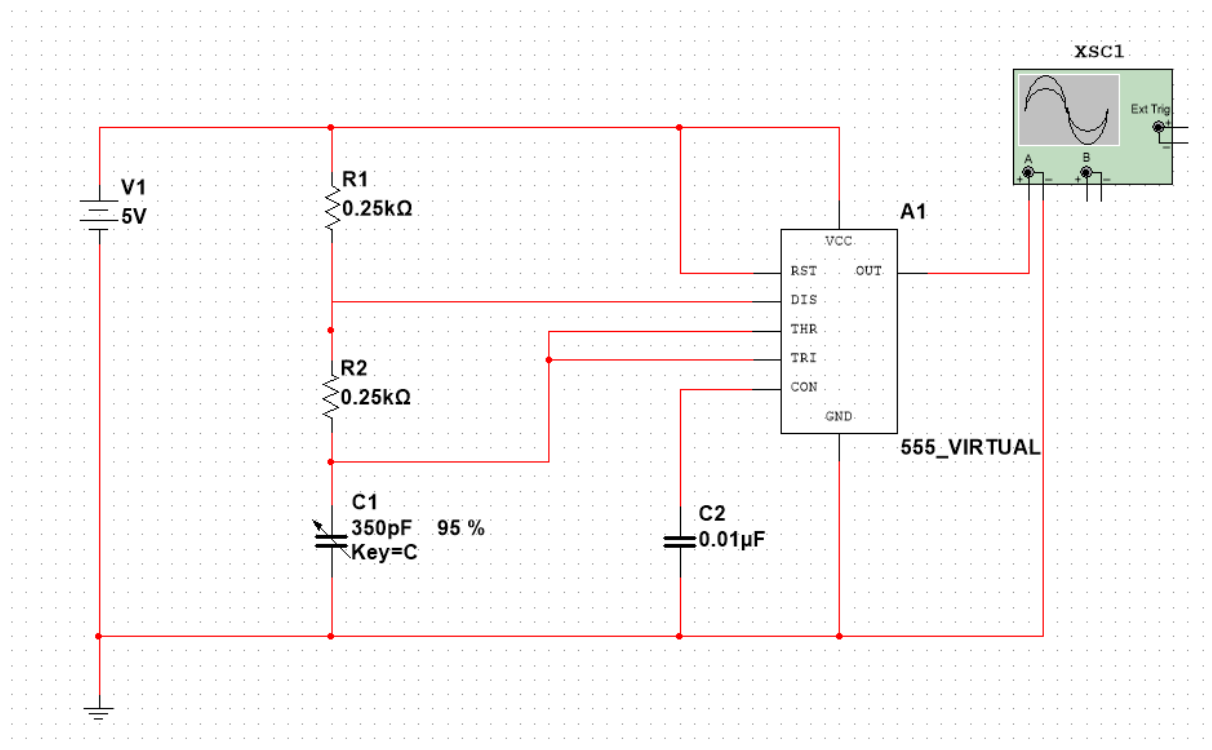 XSC1
Ext Trig
+
−
A
B
+ −
+ −
V1
5V
R1
0.25kΩ
A1
VCC
RST OUT
DIS
THR
TRI
CON
GND
555_VIRTUAL
R2
0.25kΩ
C1
350pF 95 %
Key=C
C2
0.01µF